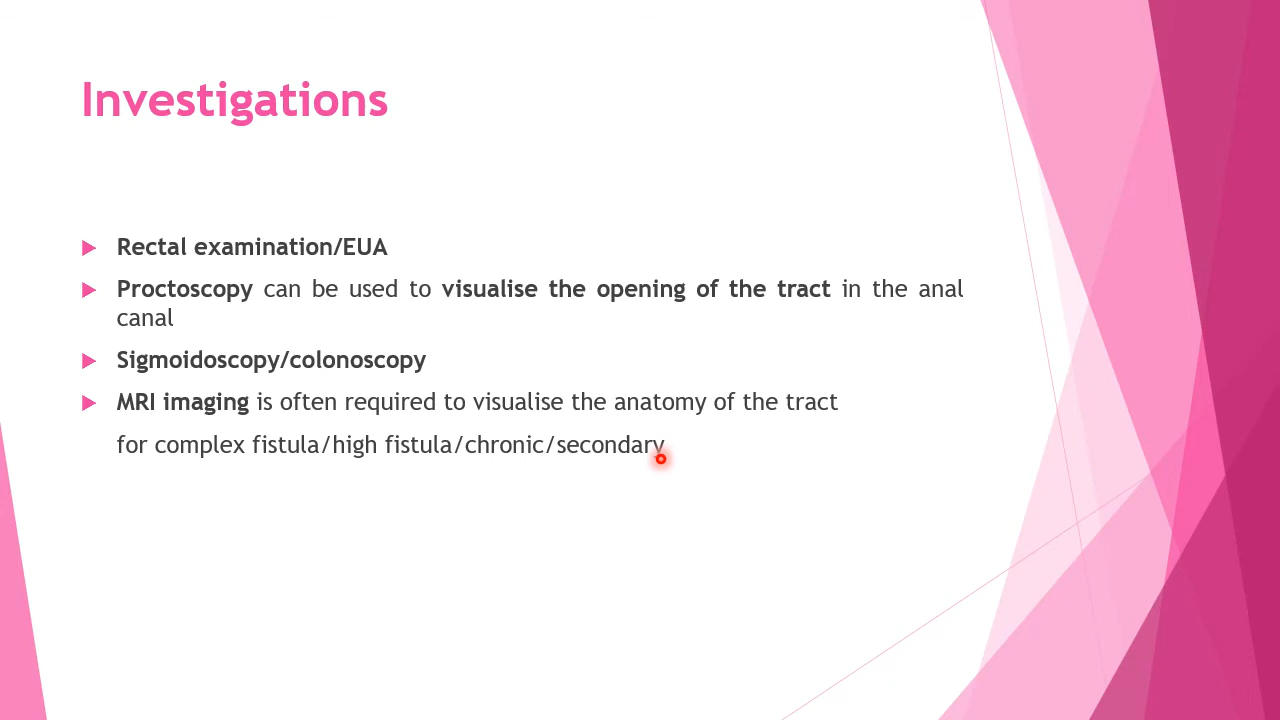 Investigations
Rectal examination/EUA
Proctoscopy can be used to visualise the opening of the tract in the anal
canal
Sigmoidoscopy/colonoscopy
MRI imaging is often required to visualise the anatomy of the tract
for complex fistula/high fistula/chronic/secondary